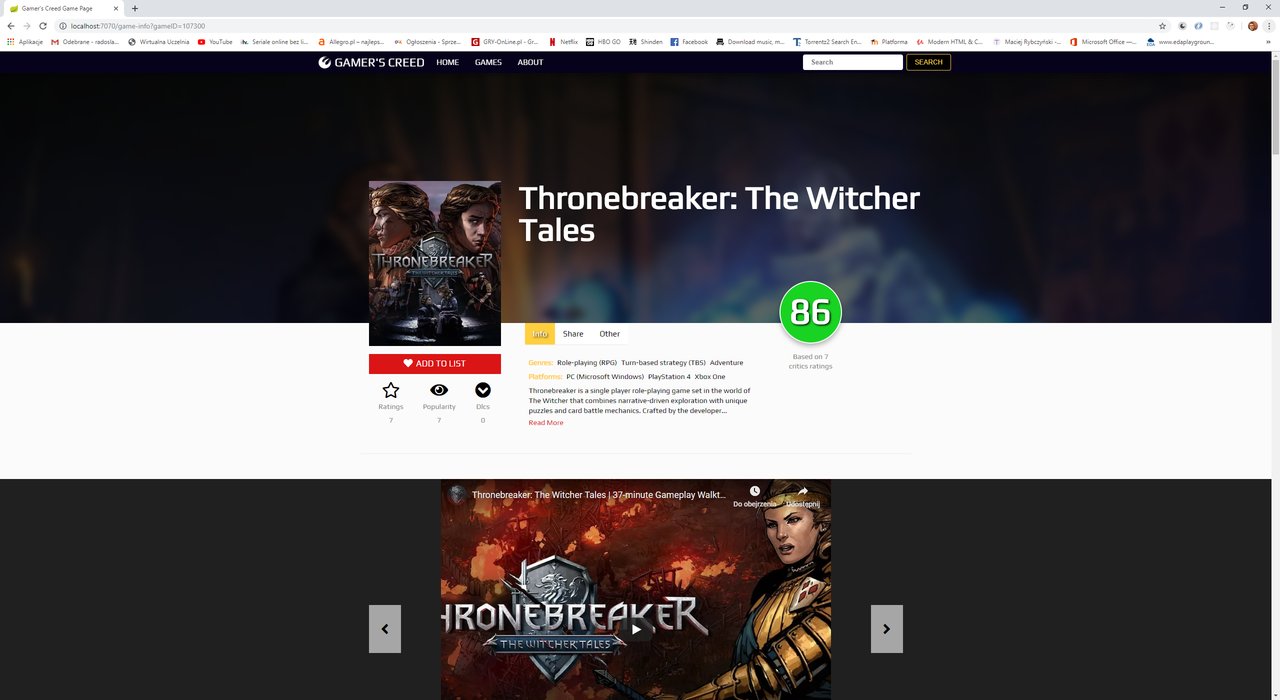 Gamer's Creed Game Page
localhost:7070/game-info?gameID=107300
Aplikacje
Odebrane - radosla...
Wirtualna Uczelnia
YouTube
Seriale online bez li...
Allegro.pl – najleps...
Ogłoszenia - Sprze...
GRY-OnLine.pl - Gr...
Netflix
HBO GO
Shinden
Facebook
Download music, m...
Torrentz2 Search En...
Platforma
Modern HTML & C...
Maciej Rybczyński -...
Microsoft Office —...
www.edaplaygroun...
GAMER'S CREED
HOME
GAMES
ABOUT
Search
SEARCH
Thronebreaker: The Witcher
Tales
THRONEBREAKER
THE WITCHER TALES
86
Info
Share
Other
Based on 7
critics ratings
ADD TO LIST
Ratings
Popularity
Dlcs
7
7
0
Genres: Role-playing (RPG) Turn-based strategy (TBS) Adventure
Platforms: PC (Microsoft Windows) PlayStation 4 Xbox One
Thronebreaker is a single player role-playing game set in the world of
The Witcher that combines narrative-driven exploration with unique
puzzles and card battle mechanics. Crafted by the developer...
Read More
Thronebreaker: The Witcher Tales | 37-minute Gameplay Walkt...
Do obejrzenia
Udostępnij
HRONEBREAKER
THE WITCHER TALES